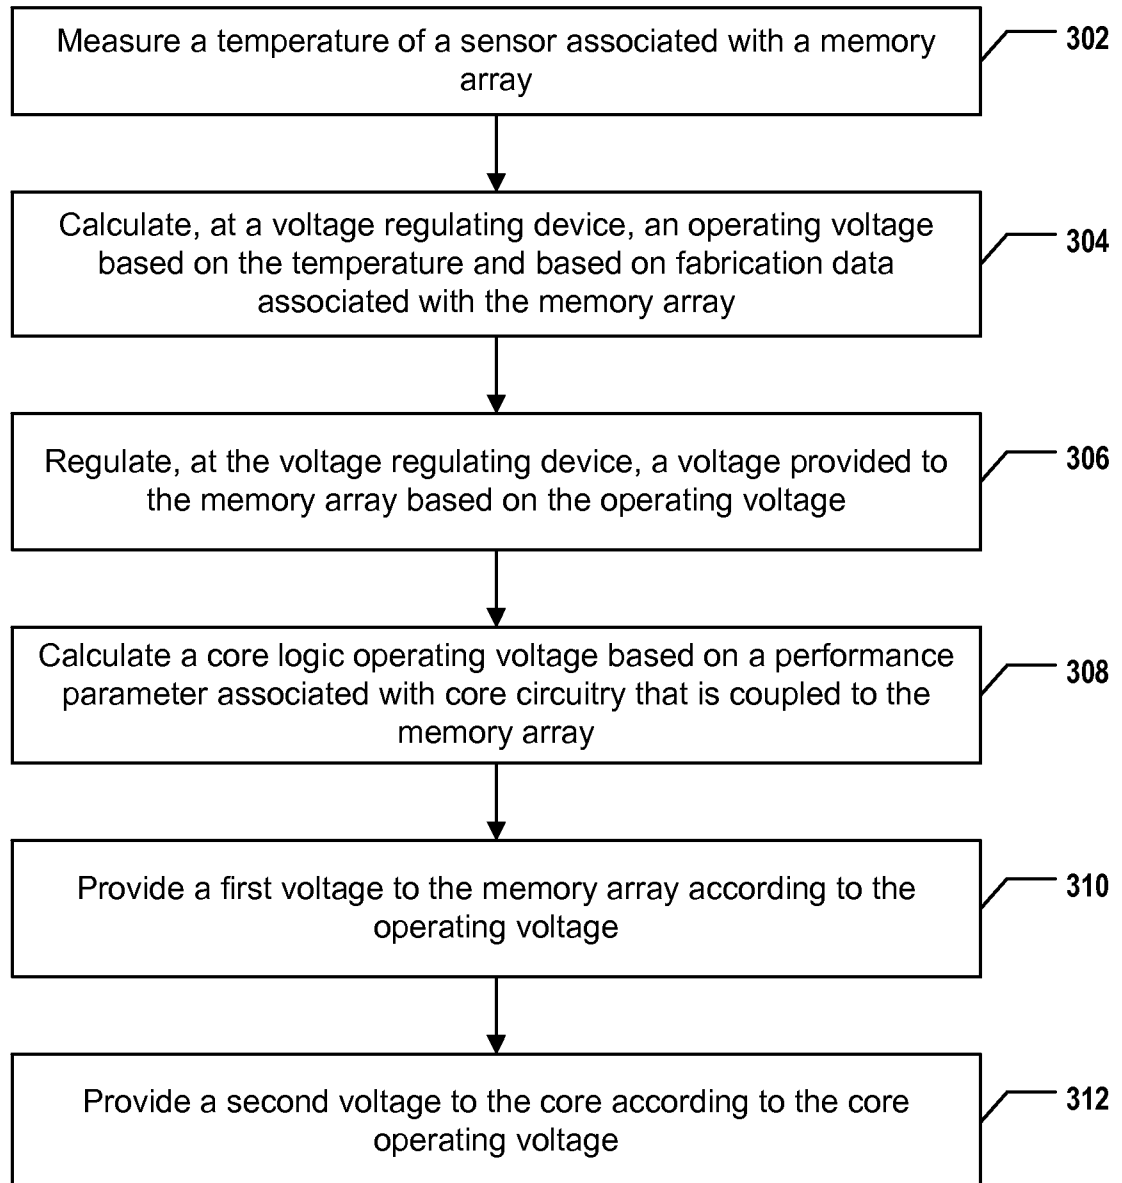 Measure a temperature of a sensor associated with a memory
array
302
Calculate, at a voltage regulating device, an operating voltage
based on the temperature and based on fabrication data
associated with the memory array
304
Regulate, at the voltage regulating device, a voltage provided to
the memory array based on the operating voltage
306
Calculate a core logic operating voltage based on a performance
parameter associated with core circuitry that is coupled to the
memory array
308
Provide a first voltage to the memory array according to the
operating voltage
310
Provide a second voltage to the core according to the core
operating voltage
312